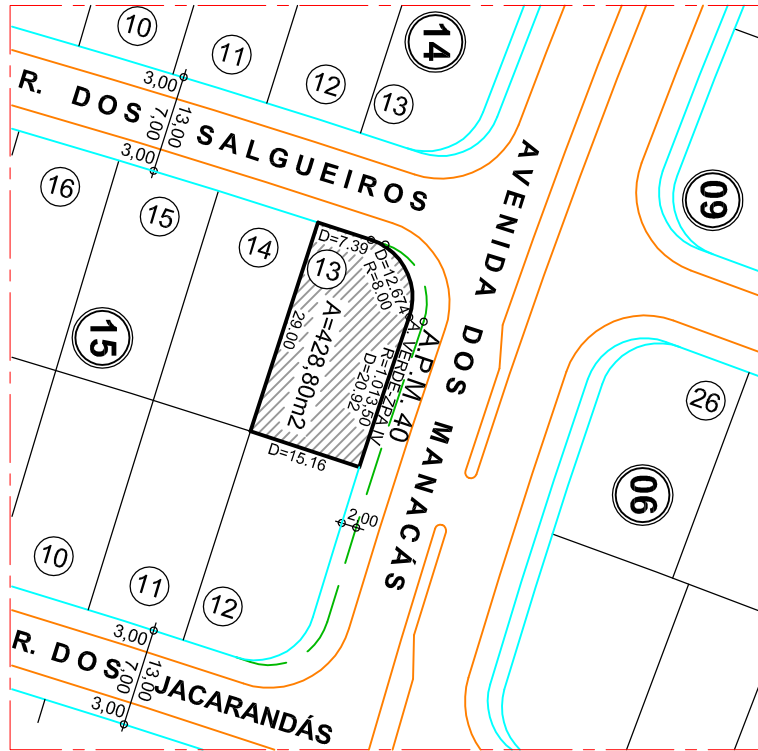 10
11
12
13
14
09
R. DOS SALGUEIROS
3,00
7,00
13,00
3,00
AVENIDA DOS MANACÁS
16
15
14
13
15
D=7.39
D=12.674
R=8.00
29.00
A=428,80m2
R=1.013.50
D=20.92
A. VERDE-ZPA IV
A.P.M. 40
D=15.16
2,00
26
06
10
11
12
R. DOS JACARANDÁS
3,00
7,00
13,00
3,00